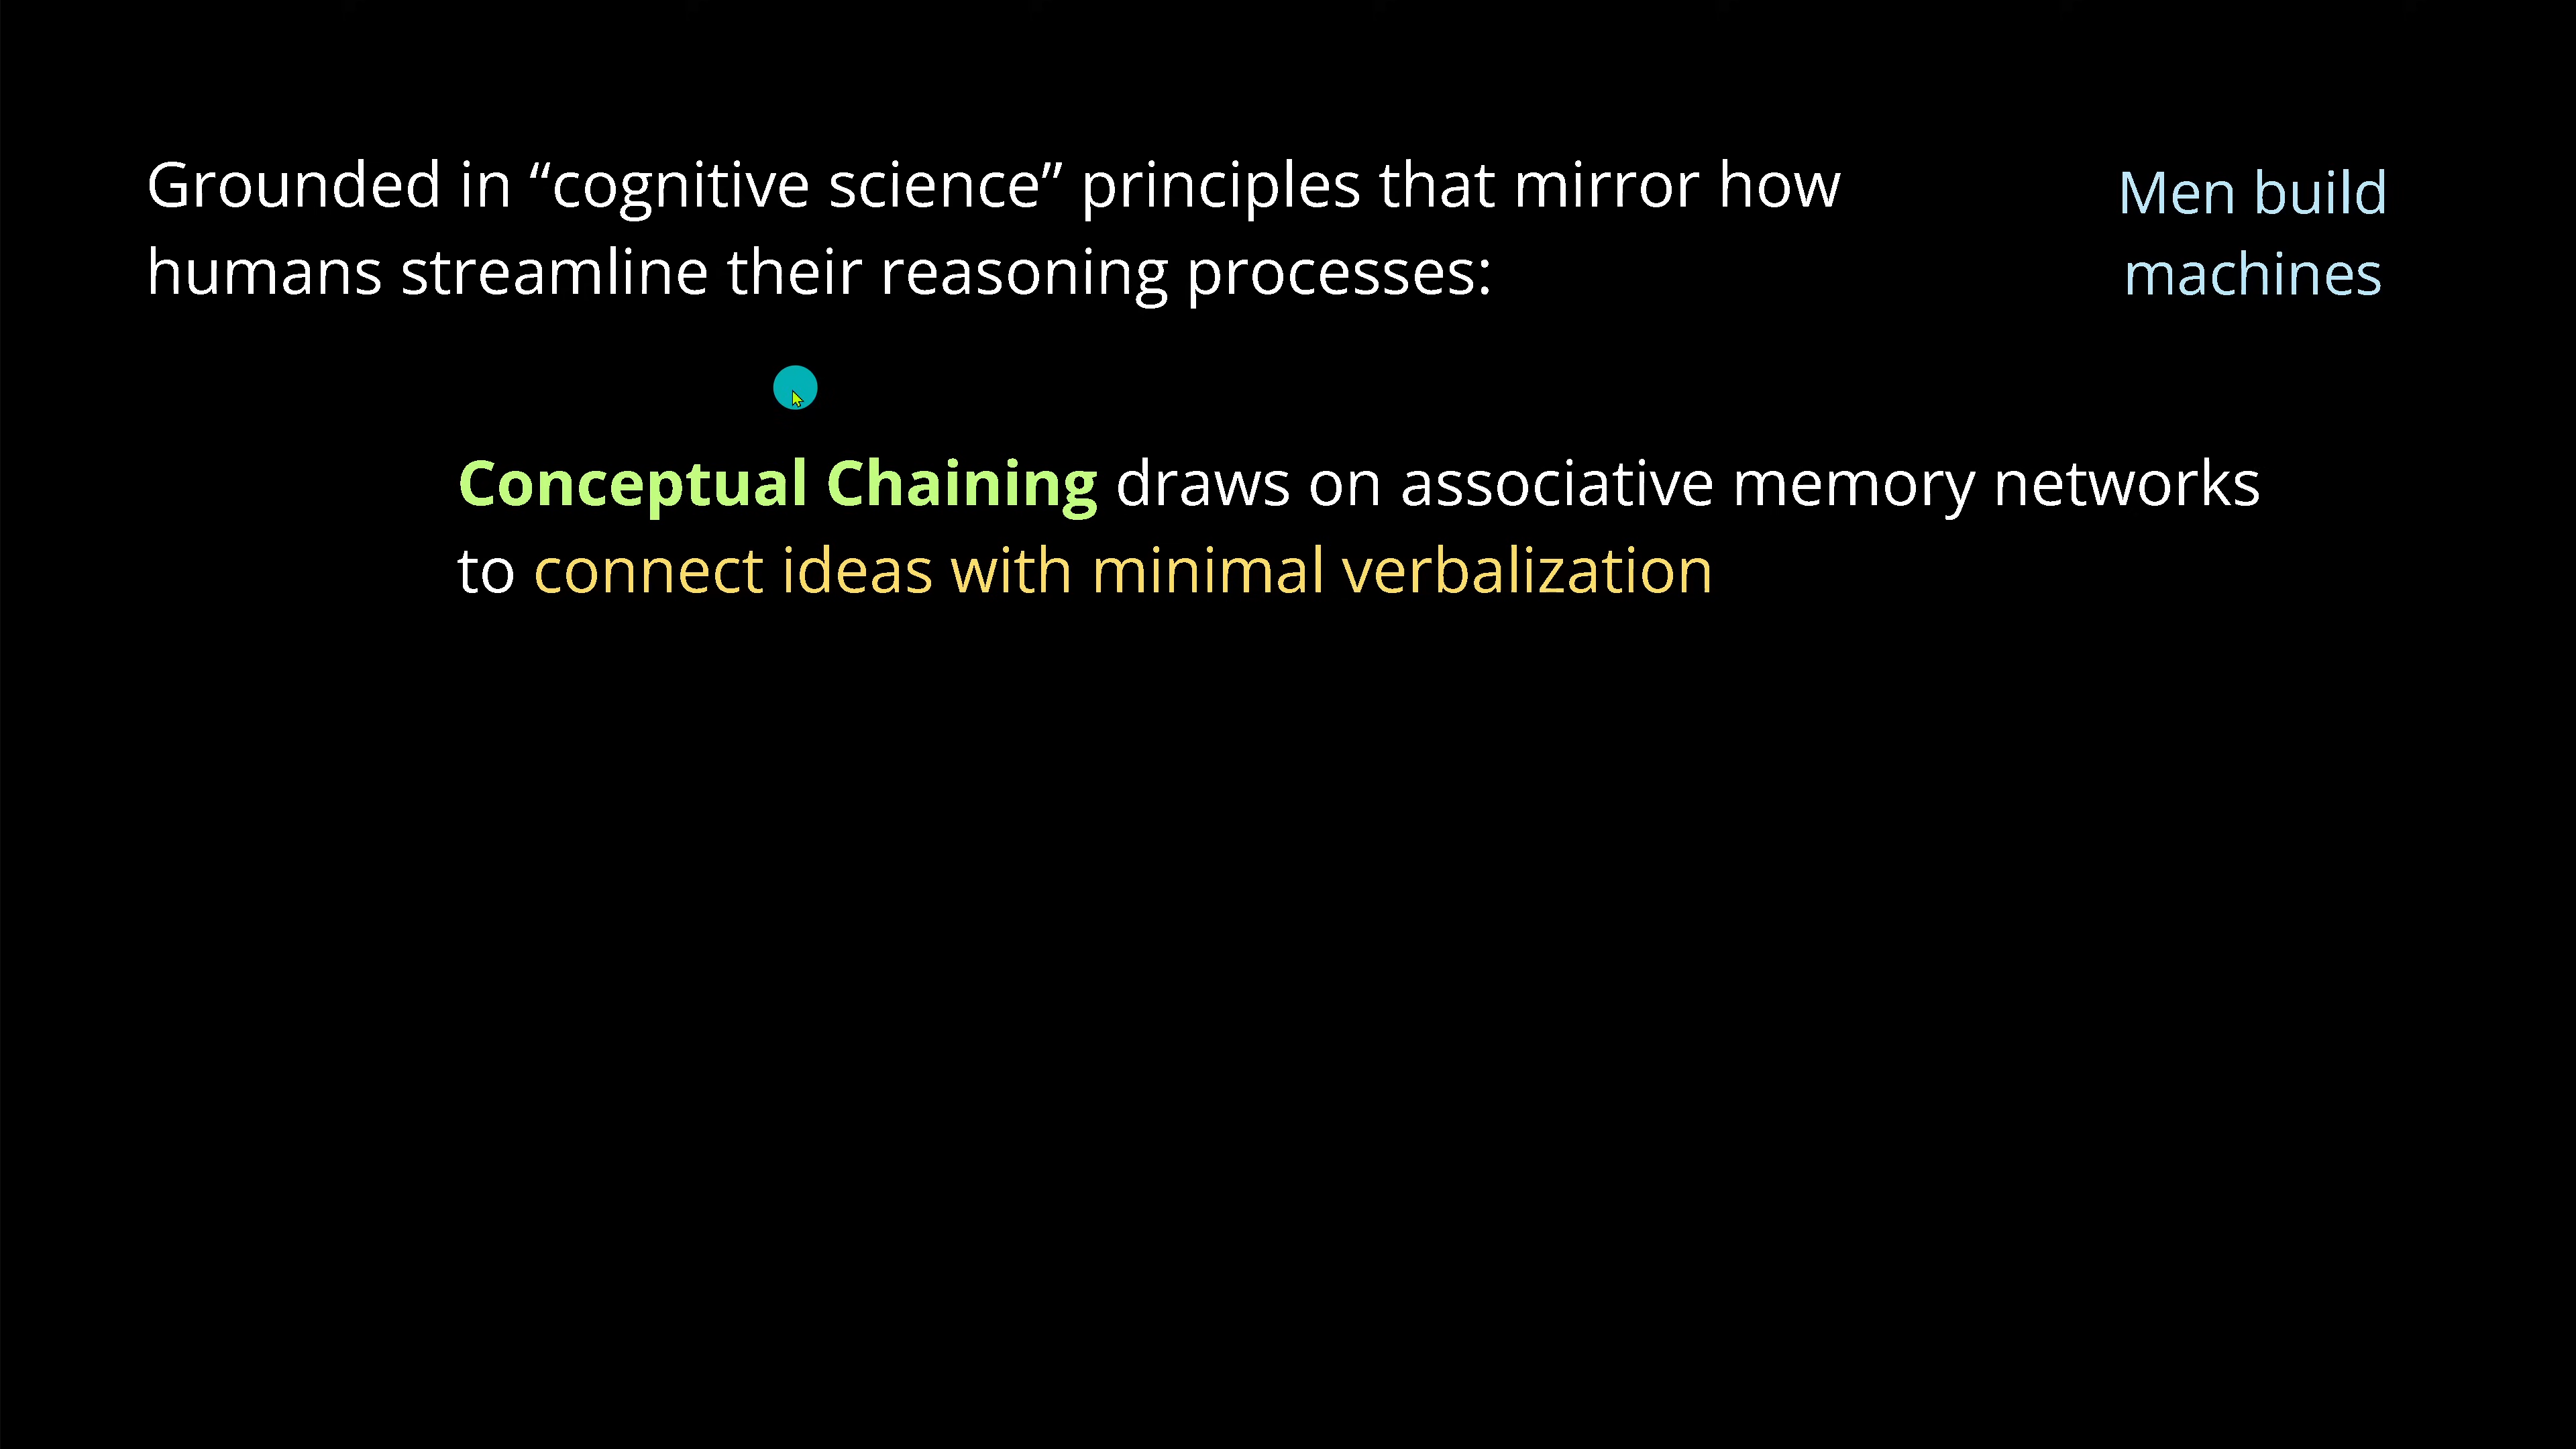 Grounded in “cognitive science” principles that mirror how
humans streamline their reasoning processes:
Men build
machines
Conceptual Chaining draws on associative memory networks
to connect ideas with minimal verbalization